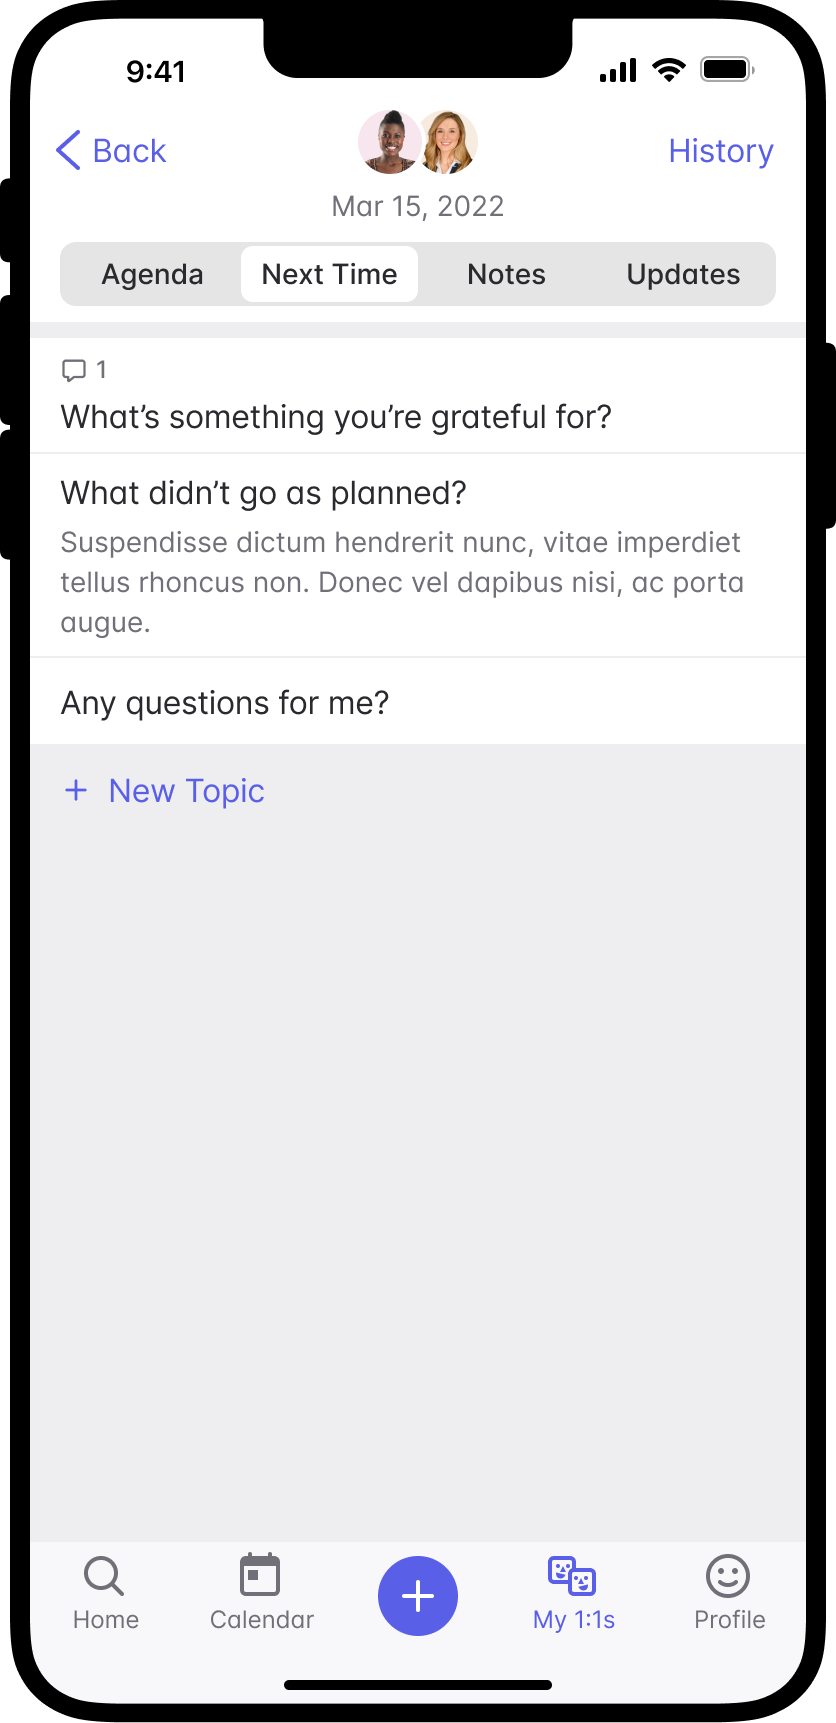 9:41
Back
History
Mar 15, 2022
Agenda
Next Time
Notes
Updates
1
What’s something you’re grateful for?
What didn’t go as planned?
Suspendisse dictum hendrerit nunc, vitae imperdiet
tellus rhoncus non. Donec vel dapibus nisi, ac porta
augue.
Any questions for me?
+ New Topic
Home
Calendar
My 1:1s
Profile